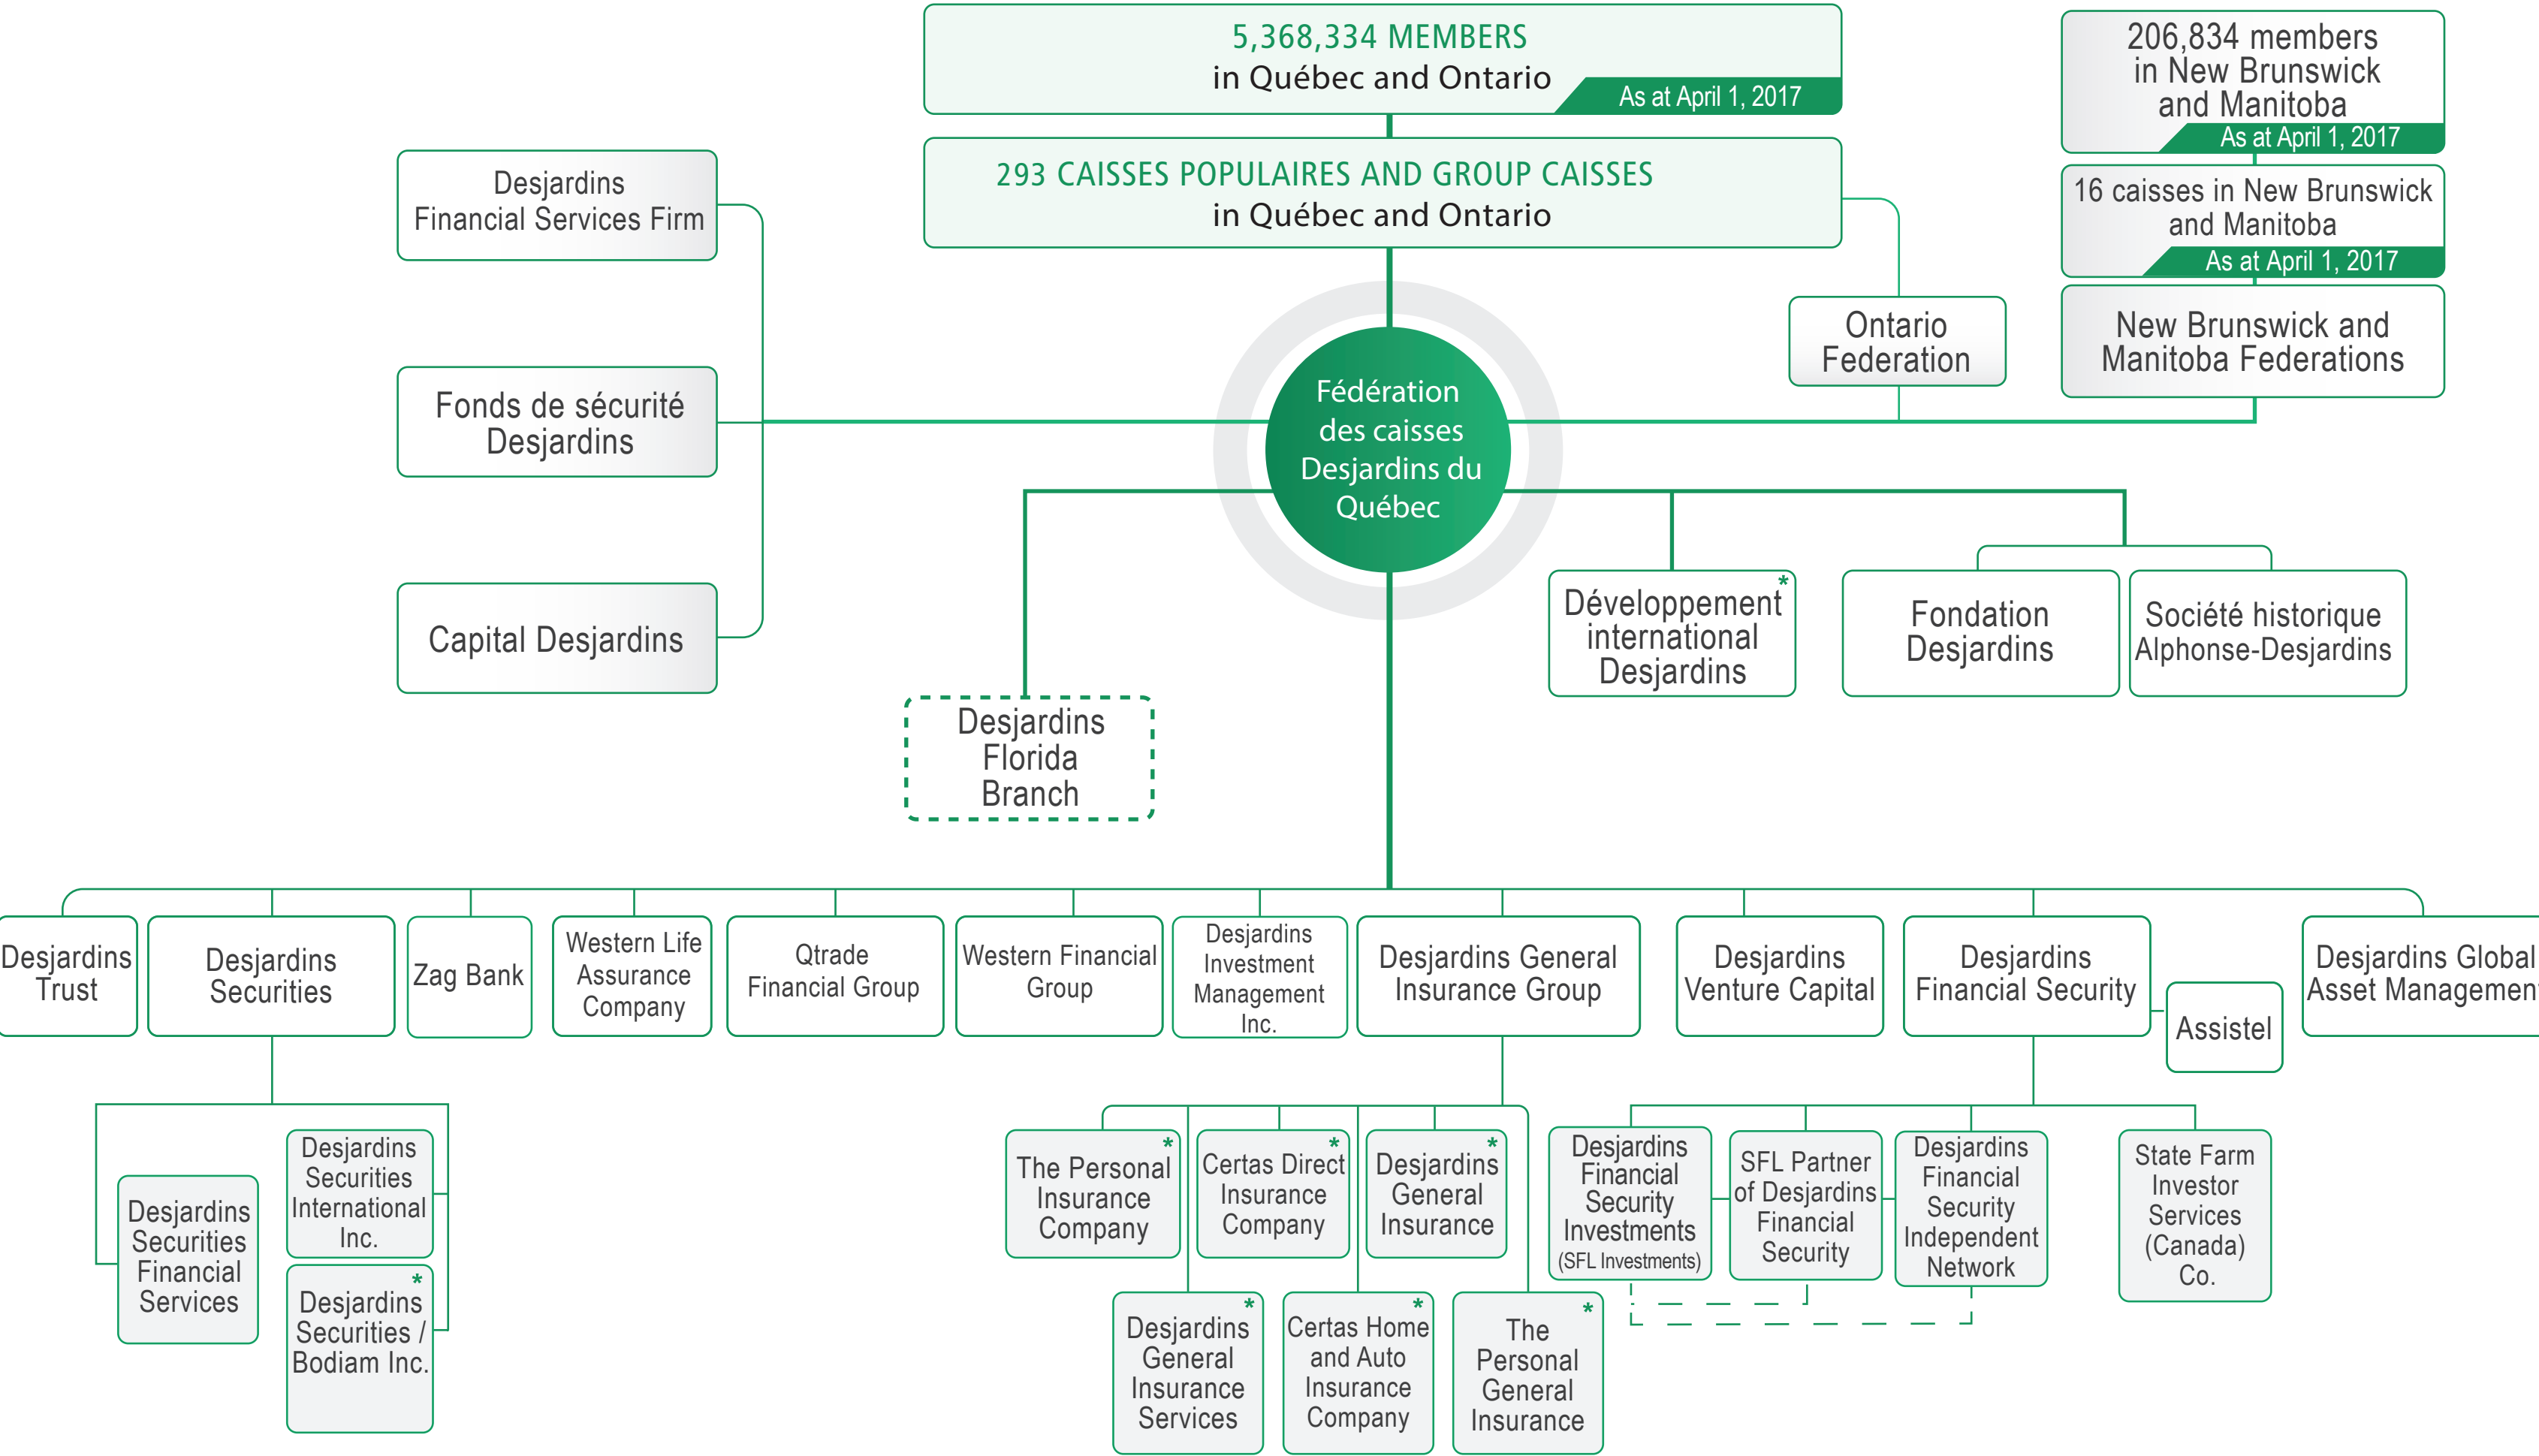 5,368,334 MEMBERS
in Québec and Ontario
As at April 1, 2017
206,834 members
in New Brunswick
and Manitoba
As at April 1, 2017
293 CAISSES POPULAIRES AND GROUP CAISSES
in Québec and Ontario
16 caisses in New Brunswick
and Manitoba
As at April 1, 2017
Desjardins
Financial Services Firm
Ontario
Federation
New Brunswick and
Manitoba Federations
Fonds de sécurité
Desjardins
Fédération
des caisses
Desjardins du
Québec
Capital Desjardins
*
Développement
international
Desjardins
Fondation
Desjardins
Société historique
Alphonse-Desjardins
Desjardins
Florida
Branch
Desjardins
Trust
Desjardins
Securities
Zag Bank
Western Life
Assurance
Company
Qtrade
Financial Group
Western Financial
Group
Desjardins
Investment
Management
Inc.
Desjardins General
Insurance Group
Desjardins
Venture Capital
Desjardins
Financial Security
Assistel
Desjardins Global
Asset Management
Desjardins
Securities
Financial
Services
Desjardins
Securities
International
Inc.
*
Desjardins
Securities /
Bodiam Inc.
*
The Personal
Insurance
Company
*
Certas Direct
Insurance
Company
*
Desjardins
General
Insurance
*
Desjardins
General
Insurance
Services
*
Certas Home
and Auto
Insurance
Company
*
The
Personal
General
Insurance
Desjardins
Financial
Security
Investments
(SFL Investments)
SFL Partner
of Desjardins
Financial
Security
Desjardins
Financial
Security
Independent
Network
State Farm
Investor
Services
(Canada)
Co.